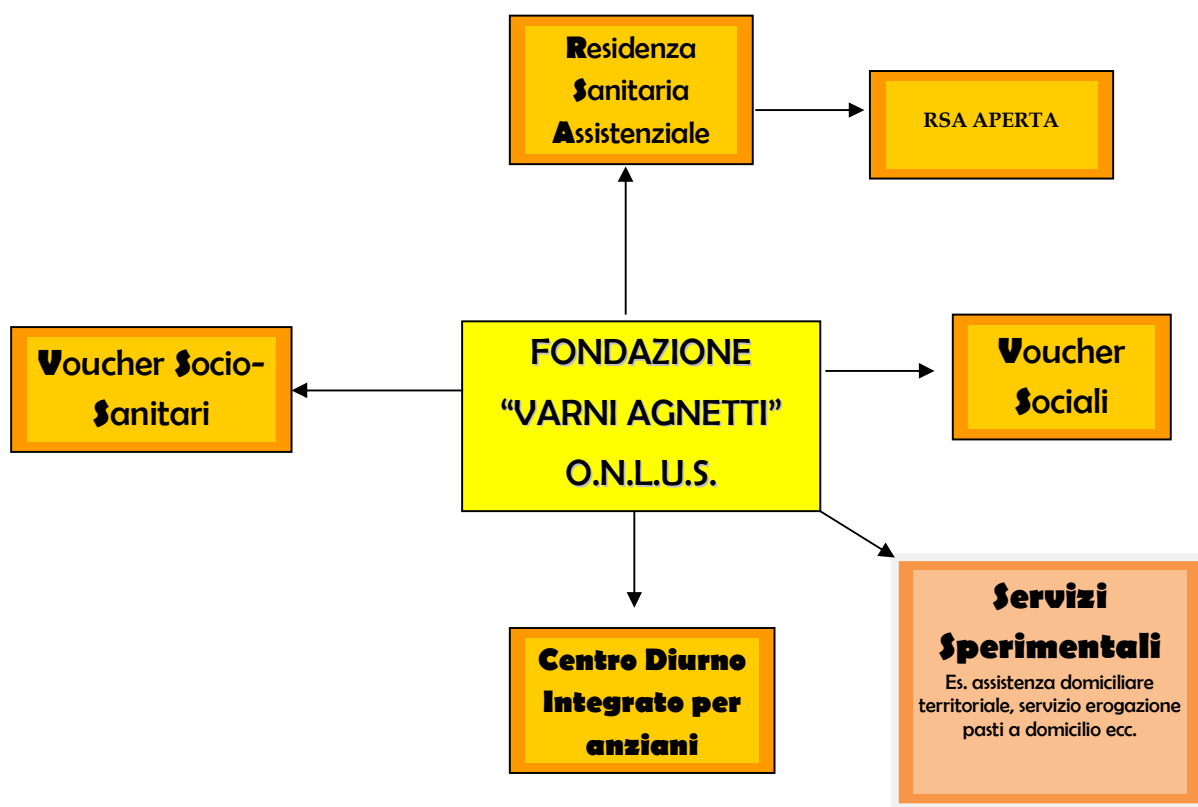 Residenza
Sanitaria
Assistenziale
RSA APERTA
Voucher Socio-
Sanitari
FONDAZIONE
“VARNI AGNETTI”
O.N.L.U.S.
Voucher
Sociali
Centro Diurno
Integrato per
anziani
Servizi
Sperimentali
Es. assistenza domiciliare
territoriale, servizio erogazione
pasti a domicilio ecc.